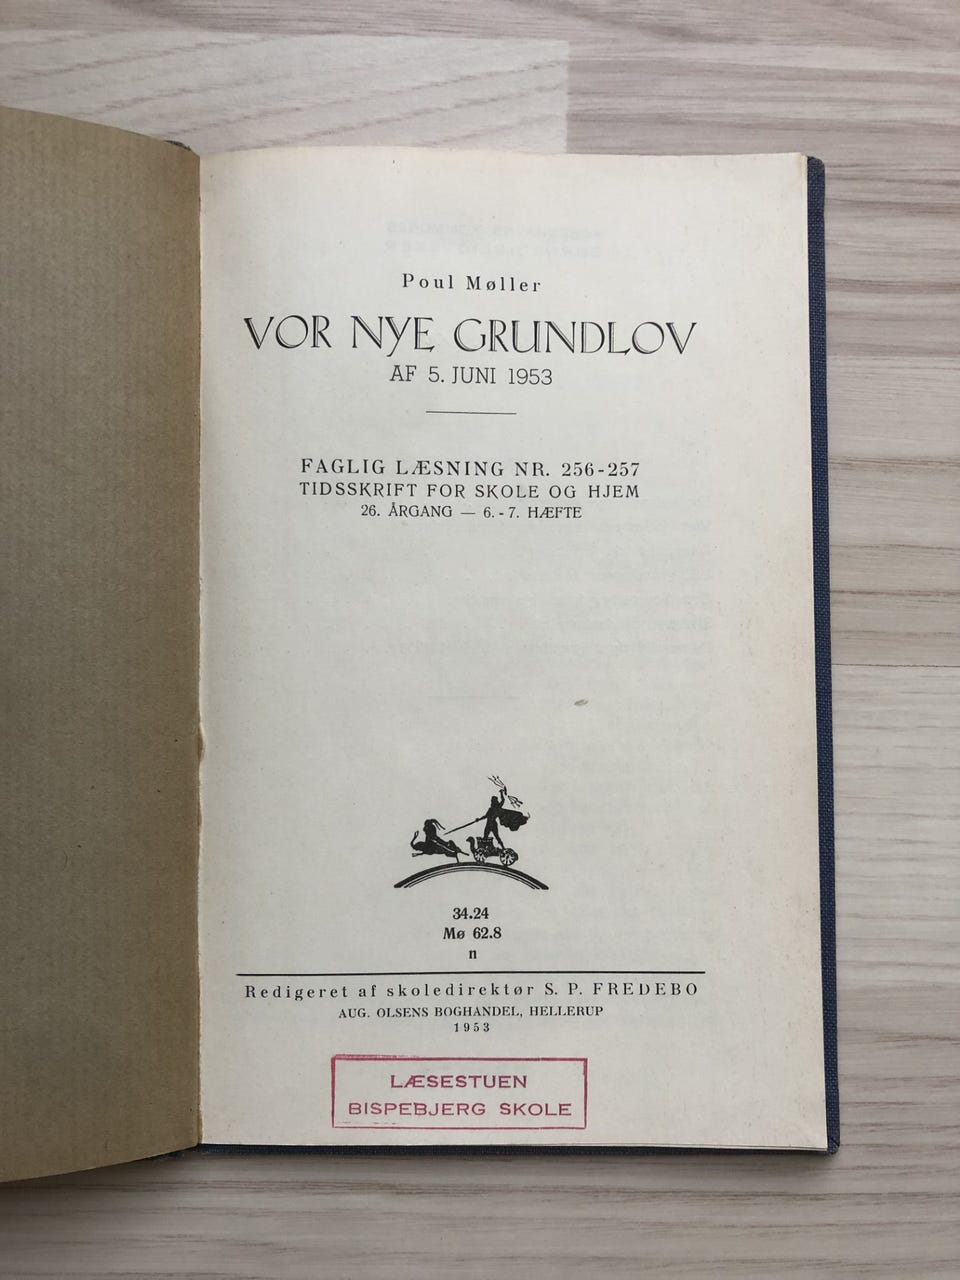 Poul Møller
VOR NYE GRUNDLOV
AF 5. JUNI 1953
FAGLIG LÆSNING NR. 256-257
TIDSSKRIFT FOR SKOLE OG HJEM
26. ÅRGANG — 6.-7. HÆFTE
34.24
Mø 62.8
n
Redigeret af skoledirektør S. P. FREDEBO
AUG. OLSENS BOGHANDEL, HELLERUP
1953
LÆSESTUEN
BISPEBJERG SKOLE